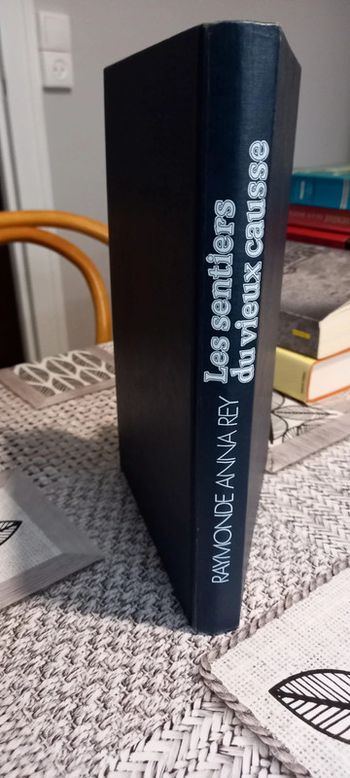 RAYMONDE ANNA REY
Les sentiers
du vieux causse